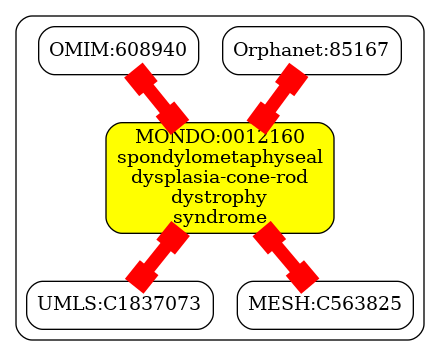 OMIM:608940
Orphanet:85167
MONDO:0012160
spondylometaphyseal
dysplasia-cone-rod
dystrophy
syndrome
UMLS:C1837073
MESH:C563825